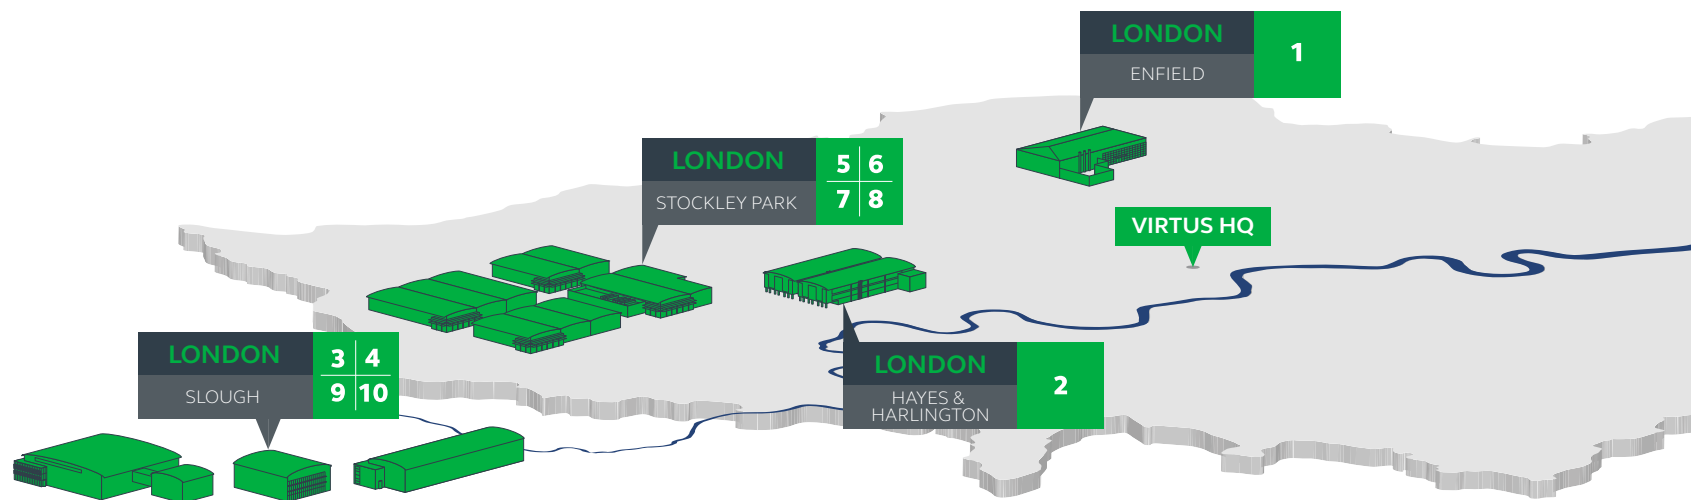 LONDON
ENFIELD
1
LONDON
STOCKLEY PARK
5 6
7 8
VIRTUS HQ
LONDON
SLOUGH
3 4
9 10
LONDON
HAYES &
HARLINGTON
2